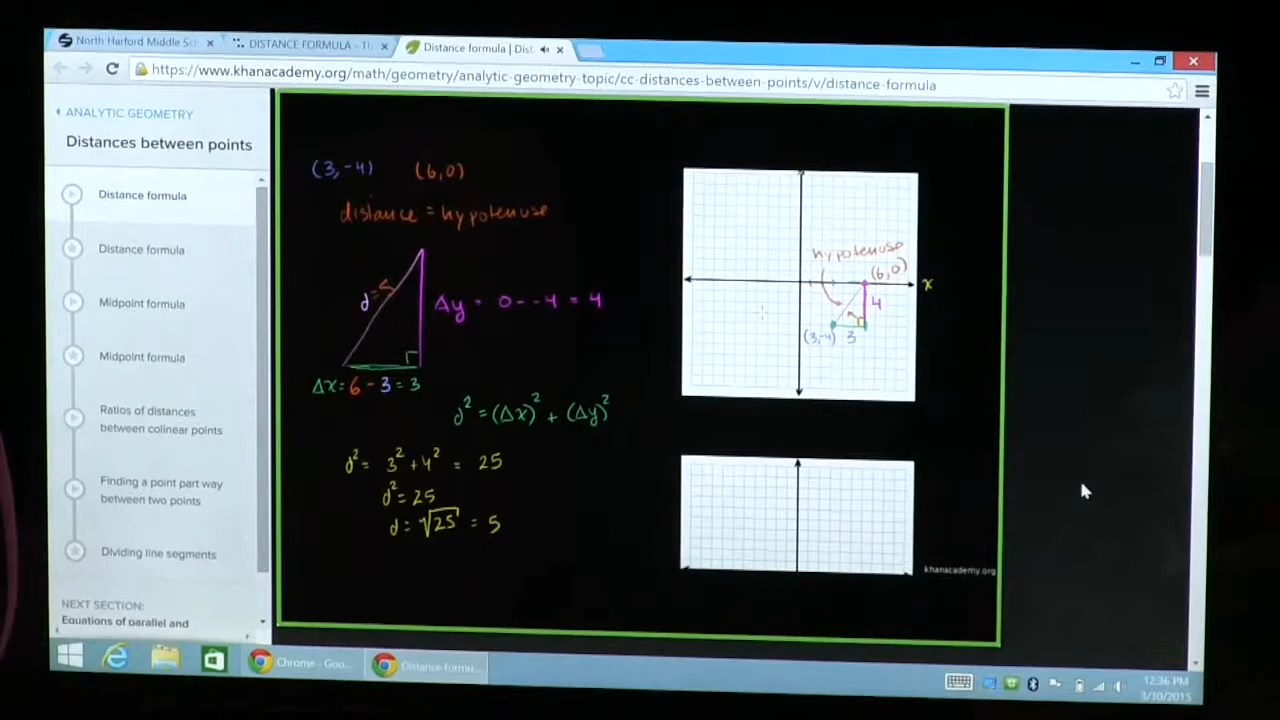 North Harford Middle Sch
DISTANCE FORMULA - Th
Distance formula | Dist
https://www.khanacademy.org/math/geometry/analytic-geometry-topic/cc-distances-between-points/v/distance-formula
ANALYTIC GEOMETRY
Distances between points
Distance formula
Distance formula
Midpoint formula
Midpoint formula
Ratios of distances
between colinear points
Finding a point part way
between two points
Dividing line segments
NEXT SECTION:
Equations of parallel and
(3,-4) (6,0)
distance = hypotenuse
d=5
Δy = 0--4 = 4
Δx = 6 - 3 = 3
d² = (Δx)² + (Δy)²
d² = 3² + 4² = 25
d² = 25
d = √25 = 5
hypotenuse
(6,0)
x
4
(3,-4) 3
khanacademy.org
Chrome - Goo...
Distance formu...
12:36 PM
3/30/2015